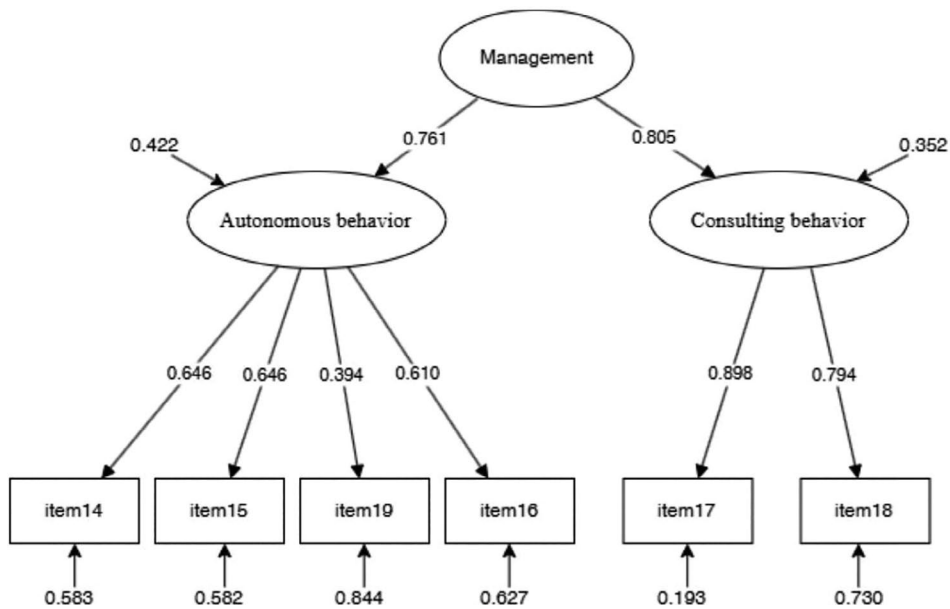 Management
0.761
0.805
0.422
0.352
Autonomous behavior
Consulting behavior
0.646
0.646
0.394
0.610
0.898
0.794
item14
item15
item19
item16
item17
item18
0.583
0.582
0.844
0.627
0.193
0.730